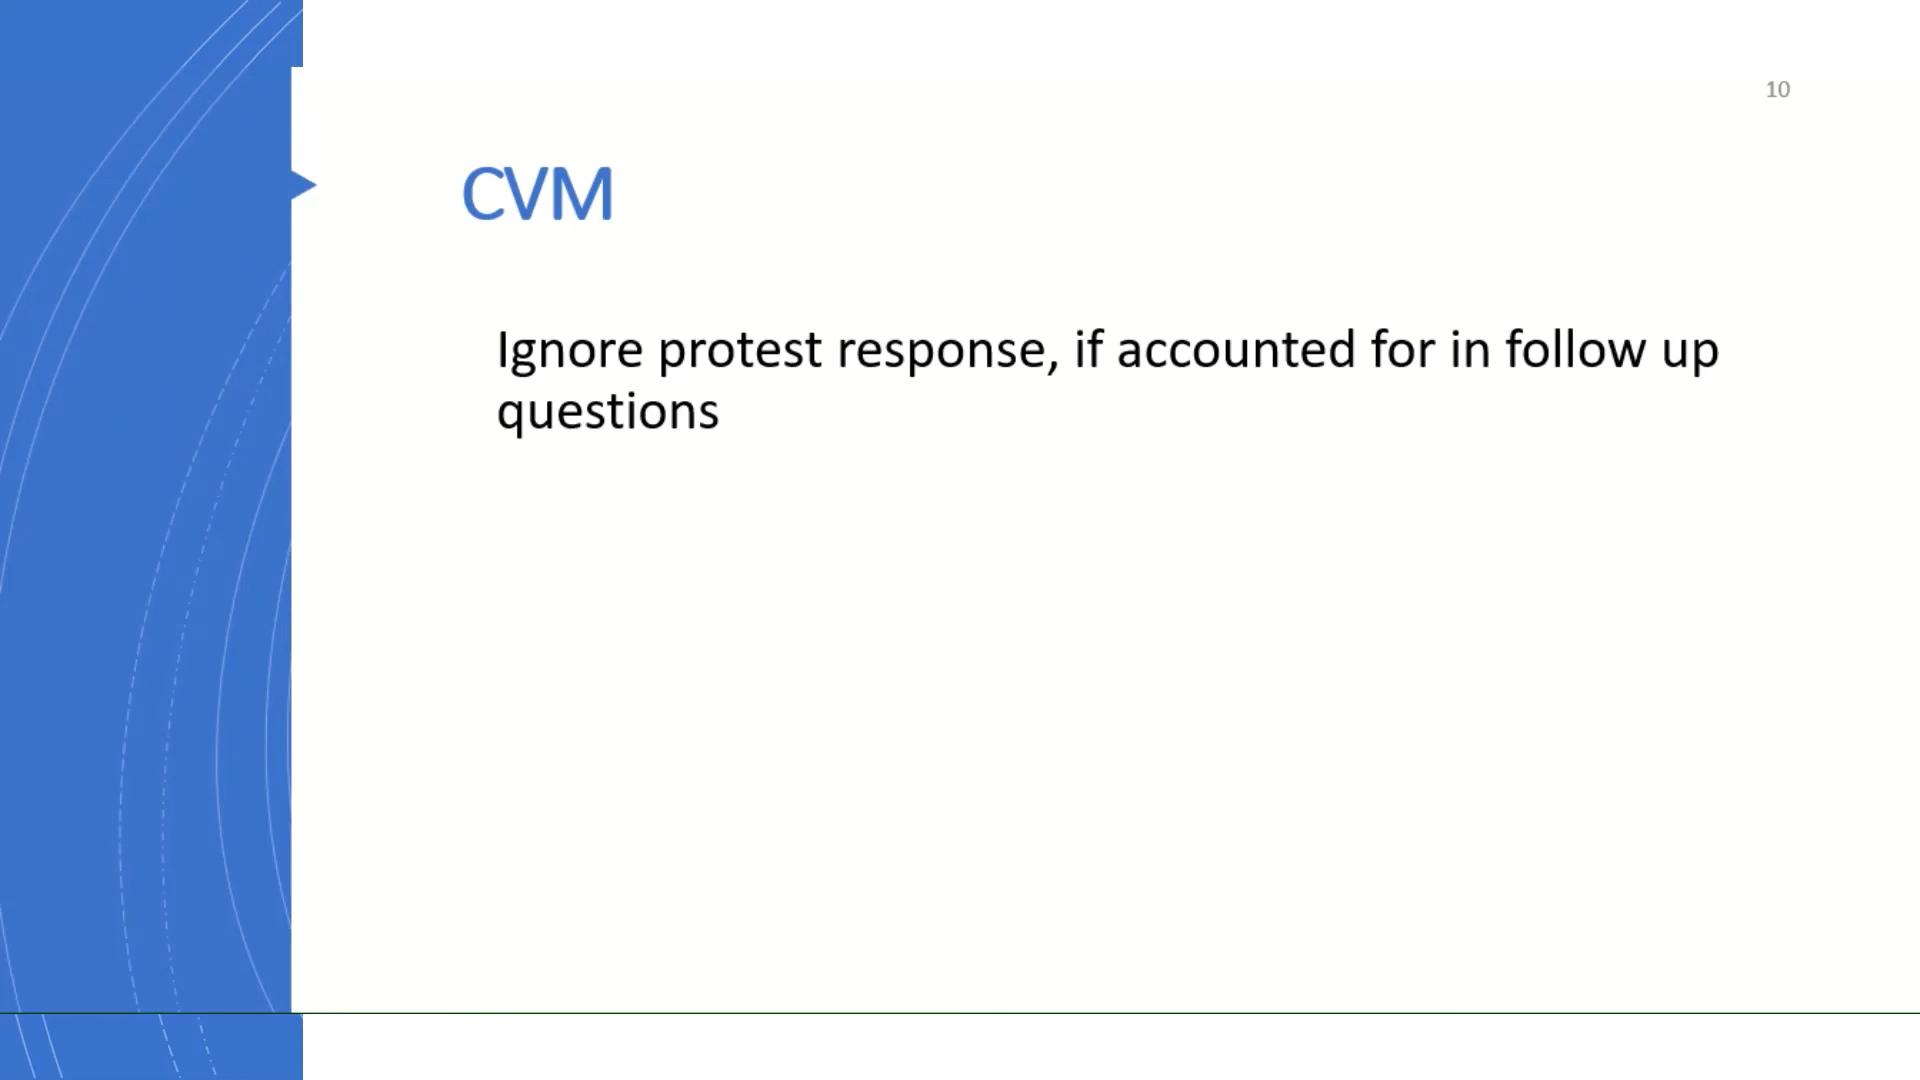 10
CVM
Ignore protest response, if accounted for in follow up
questions